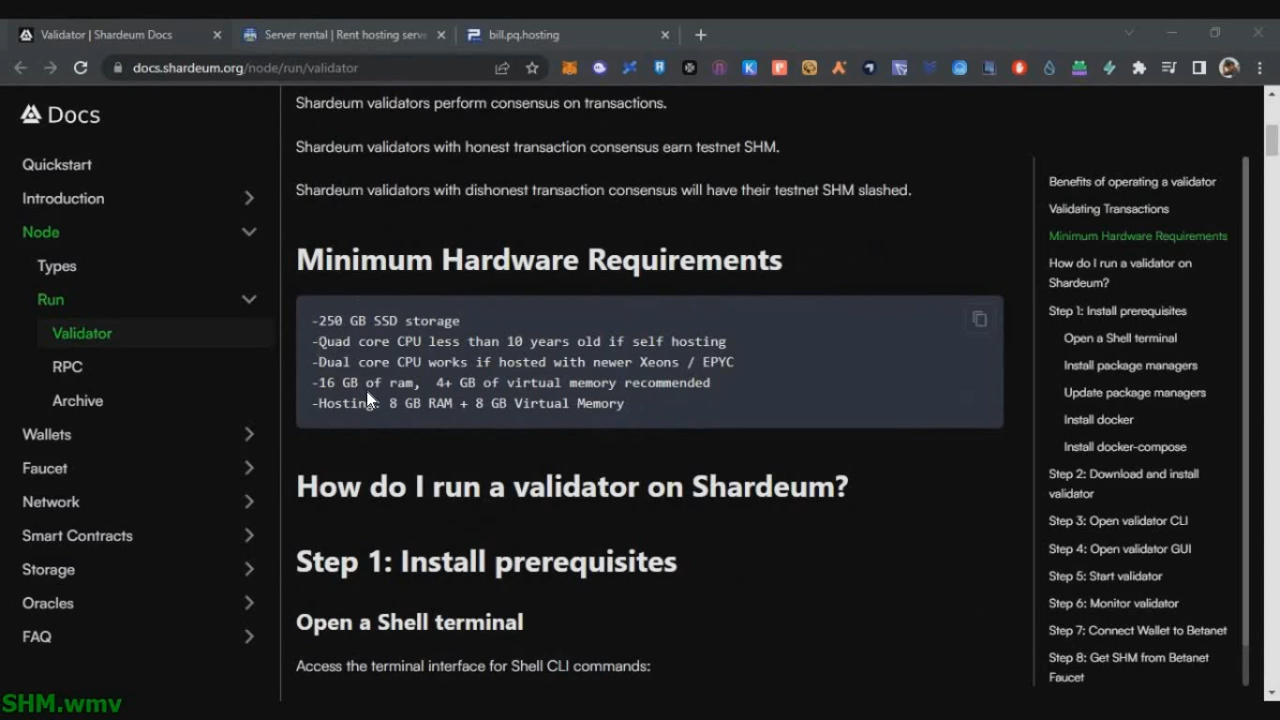 Validator | Shardeum Docs
Server rental | Rent hosting serve
bill.pq.hosting
docs.shardeum.org/node/run/validator
Docs
Quickstart
Introduction
Node
Types
Run
Validator
RPC
Archive
Wallets
Faucet
Network
Smart Contracts
Storage
Oracles
FAQ
Shardeum validators perform consensus on transactions.
Shardeum validators with honest transaction consensus earn testnet SHM.
Shardeum validators with dishonest transaction consensus will have their testnet SHM slashed.
Minimum Hardware Requirements
-250 GB SSD storage
-Quad core CPU less than 10 years old if self hosting
-Dual core CPU works if hosted with newer Xeons / EPYC
-16 GB of ram,  4+ GB of virtual memory recommended
-Hosting: 8 GB RAM + 8 GB Virtual Memory
How do I run a validator on Shardeum?
Step 1: Install prerequisites
Open a Shell terminal
Access the terminal interface for Shell CLI commands:
Benefits of operating a validator
Validating Transactions
Minimum Hardware Requirements
How do I run a validator on
Shardeum?
Step 1: Install prerequisites
Open a Shell terminal
Install package managers
Update package managers
Install docker
Install docker-compose
Step 2: Download and install
validator
Step 3: Open validator CLI
Step 4: Open validator GUI
Step 5: Start validator
Step 6: Monitor validator
Step 7: Connect Wallet to Betanet
Step 8: Get SHM from Betanet
Faucet
SHM.wmv